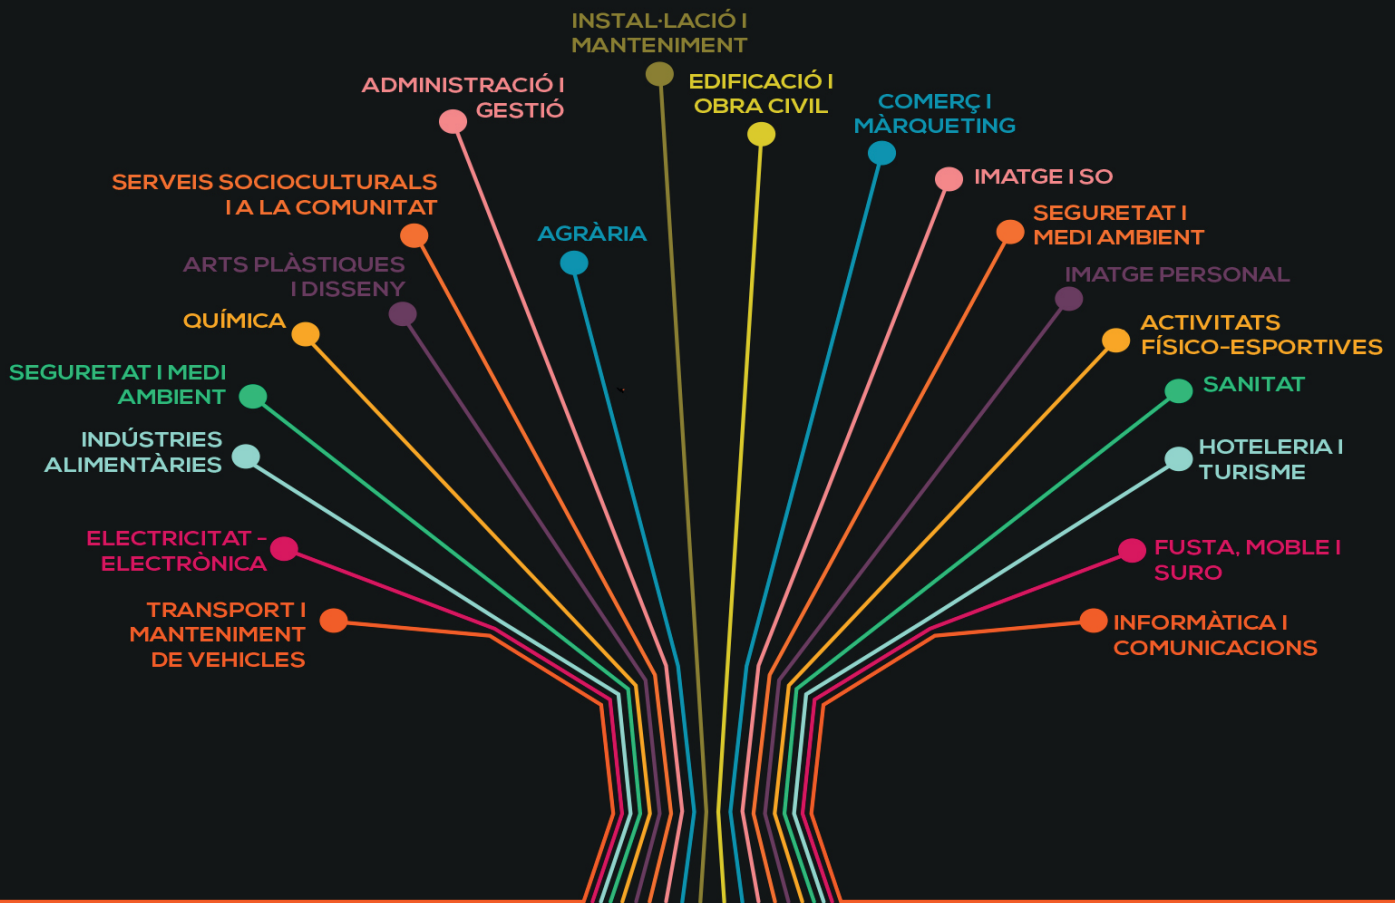 INSTAL·LACIÓ I
MANTENIMENT
ADMINISTRACIÓ I
GESTIÓ
EDIFICACIÓ I
OBRA CIVIL
COMERÇ I
MÀRQUETING
SERVEIS SOCIOCULTURALS
I A LA COMUNITAT
IMATGE I SO
AGRÀRIA
SEGURETAT I
MEDI AMBIENT
ARTS PLÀSTIQUES
I DISSENY
IMATGE PERSONAL
QUÍMICA
ACTIVITATS
FÍSICO-ESPORTIVES
SEGURETAT I MEDI
AMBIENT
SANITAT
INDÚSTRIES
ALIMENTÀRIES
HOTELERIA I
TURISME
ELECTRICITAT -
ELECTRÒNICA
FUSTA, MOBLE I
SURO
TRANSPORT I
MANTENIMENT
DE VEHICLES
INFORMÀTICA I
COMUNICACIONS